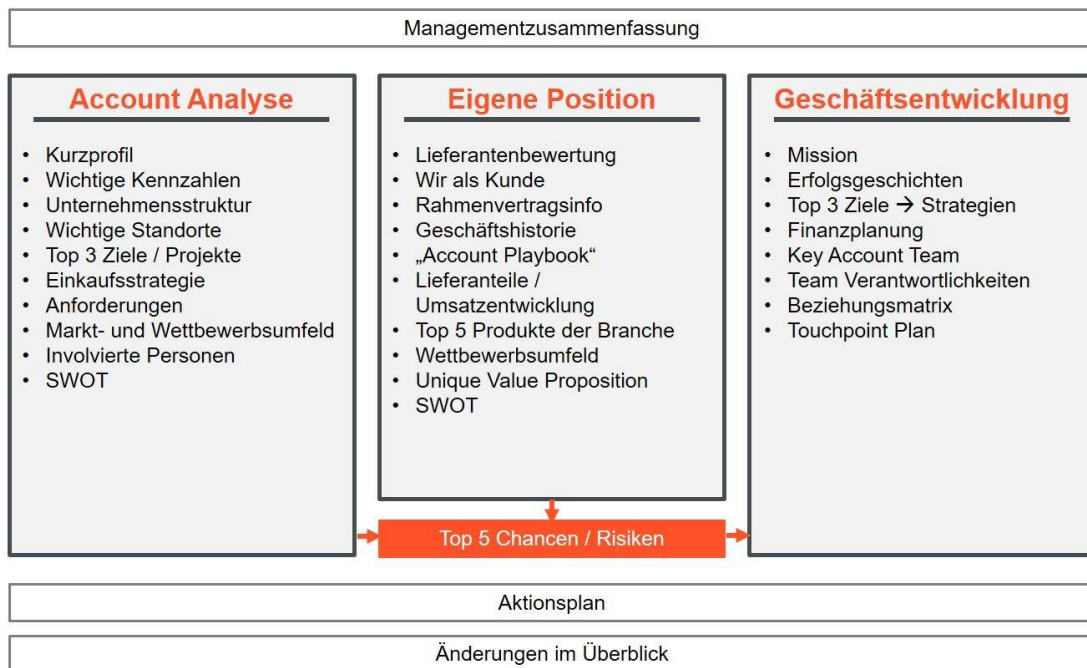 Managementzusammenfassung
Account Analyse
• Kurzprofil
• Wichtige Kennzahlen
• Unternehmensstruktur
• Wichtige Standorte
• Top 3 Ziele / Projekte
• Einkaufsstrategie
• Anforderungen
• Markt- und Wettbewerbsumfeld
• Involvierte Personen
• SWOT
Eigene Position
• Lieferantenbewertung
• Wir als Kunde
• Rahmenvertragsinfo
• Geschäftshistorie
• „Account Playbook“
• Lieferanteile /
Umsatzentwicklung
• Top 5 Produkte der Branche
• Wettbewerbsumfeld
• Unique Value Proposition
• SWOT
Geschäftsentwicklung
• Mission
• Erfolgsgeschichten
• Top 3 Ziele → Strategien
• Finanzplanung
• Key Account Team
• Team Verantwortlichkeiten
• Beziehungsmatrix
• Touchpoint Plan
Top 5 Chancen / Risiken
Aktionsplan
Änderungen im Überblick